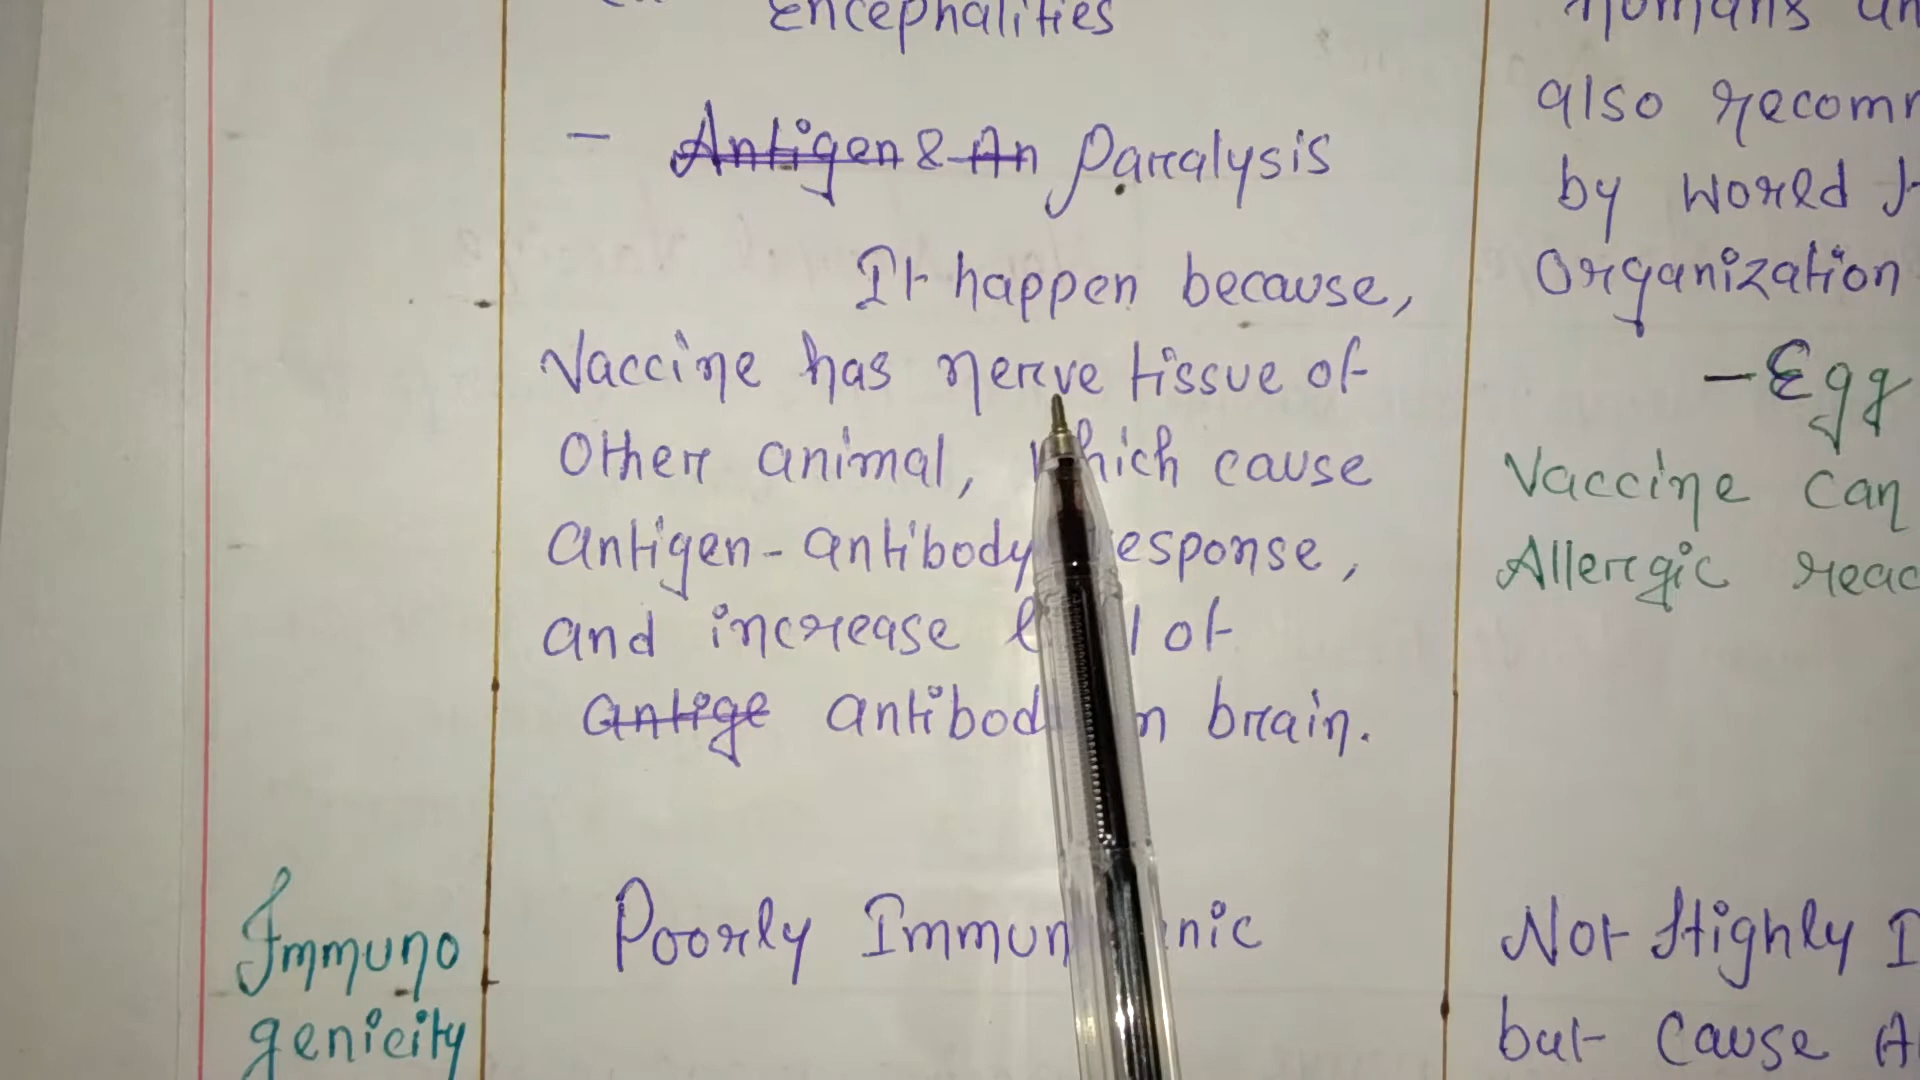 Encephalities
- Antigen & An Paralysis
It happen because,
Vaccine has nerve tissue of
other animal, which cause
antigen-antibody response,
and increase of
antige antibod in brain.
Immuno
genicity
Poorly Immun nic
also
by World
Organization
- Egg
Vaccine can
Allergic
Not Highly
but cause